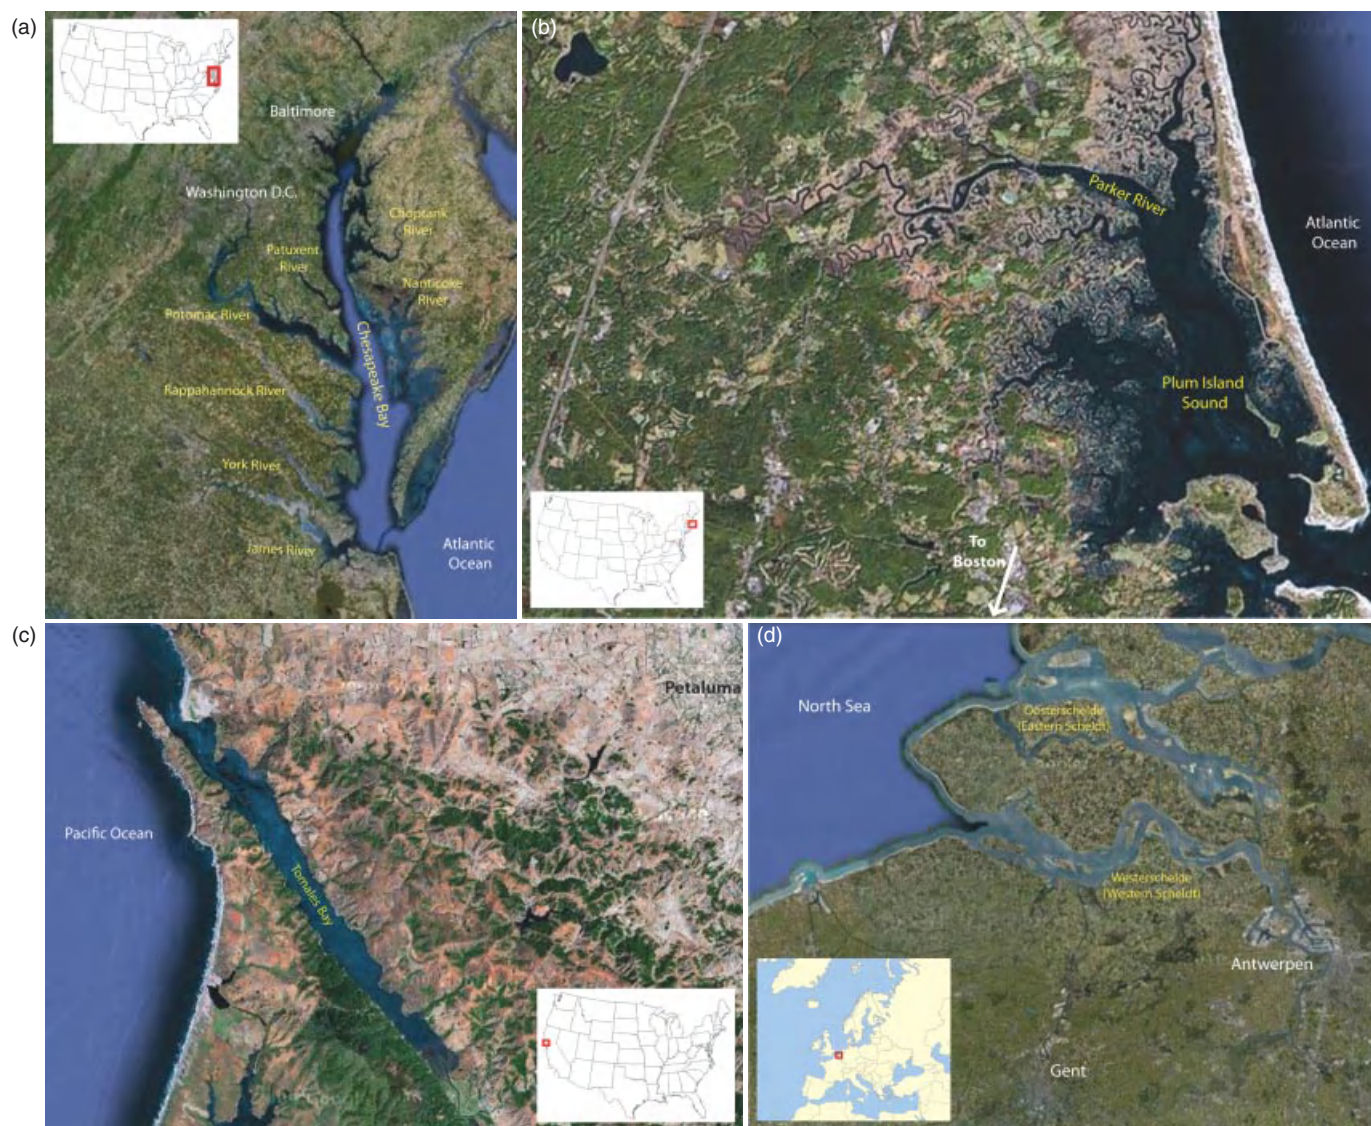 (a)
Baltimore
Washington D.C.
Choptank
River
Patuxent
River
Nanticoke
River
Potomac River
Chesapeake Bay
Rappahannock River
York River
James River
Atlantic
Ocean
(b)
Parker River
Atlantic
Ocean
Plum Island
Sound
To
Boston
(c)
Petaluma
Pacific Ocean
Tomales Bay
(d)
North Sea
Oosterschelde
(Eastern Scheldt)
Westerschelde
(Western Scheldt)
Antwerpen
Gent